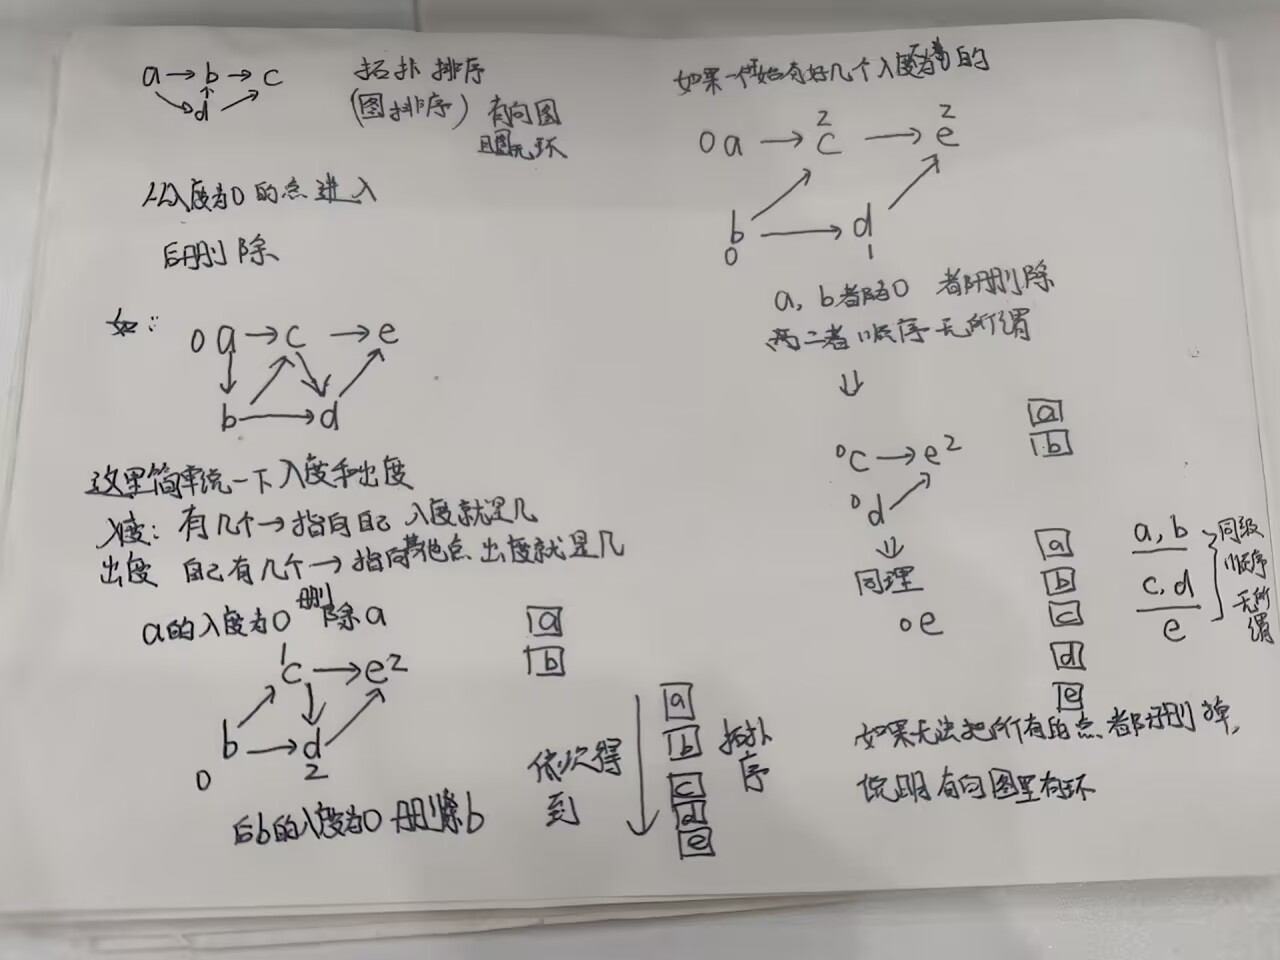 a→b→c
d
拓扑排序
(图排序) 有向图
且图无环
从入度为0的点进入
后删除
如:
0 a→c→e
b→d
这里简单说一下入度和出度
入度: 有几个→指向自己 入度就是几
出度 自己有几个→指向其他点 出度就是几
a的入度为0 删除a
1
c→e2
b→d
0 2
后b的入度为0 删除b
a
b
依次得
到
a
b
c
d
e
拓扑
序
如果一开始有好几个入度为的
2 2
0 a→c→e
b→d
0 1
a, b都为0 都删除
两二者顺序无所谓
⇓
0c→e2
0d
⇓
同理
0e
a
b
a
b
c
d
e
a, b
c, d
e
同级
顺序
无所
谓
如果无法把所有的点都删掉,
说明有向图里有环